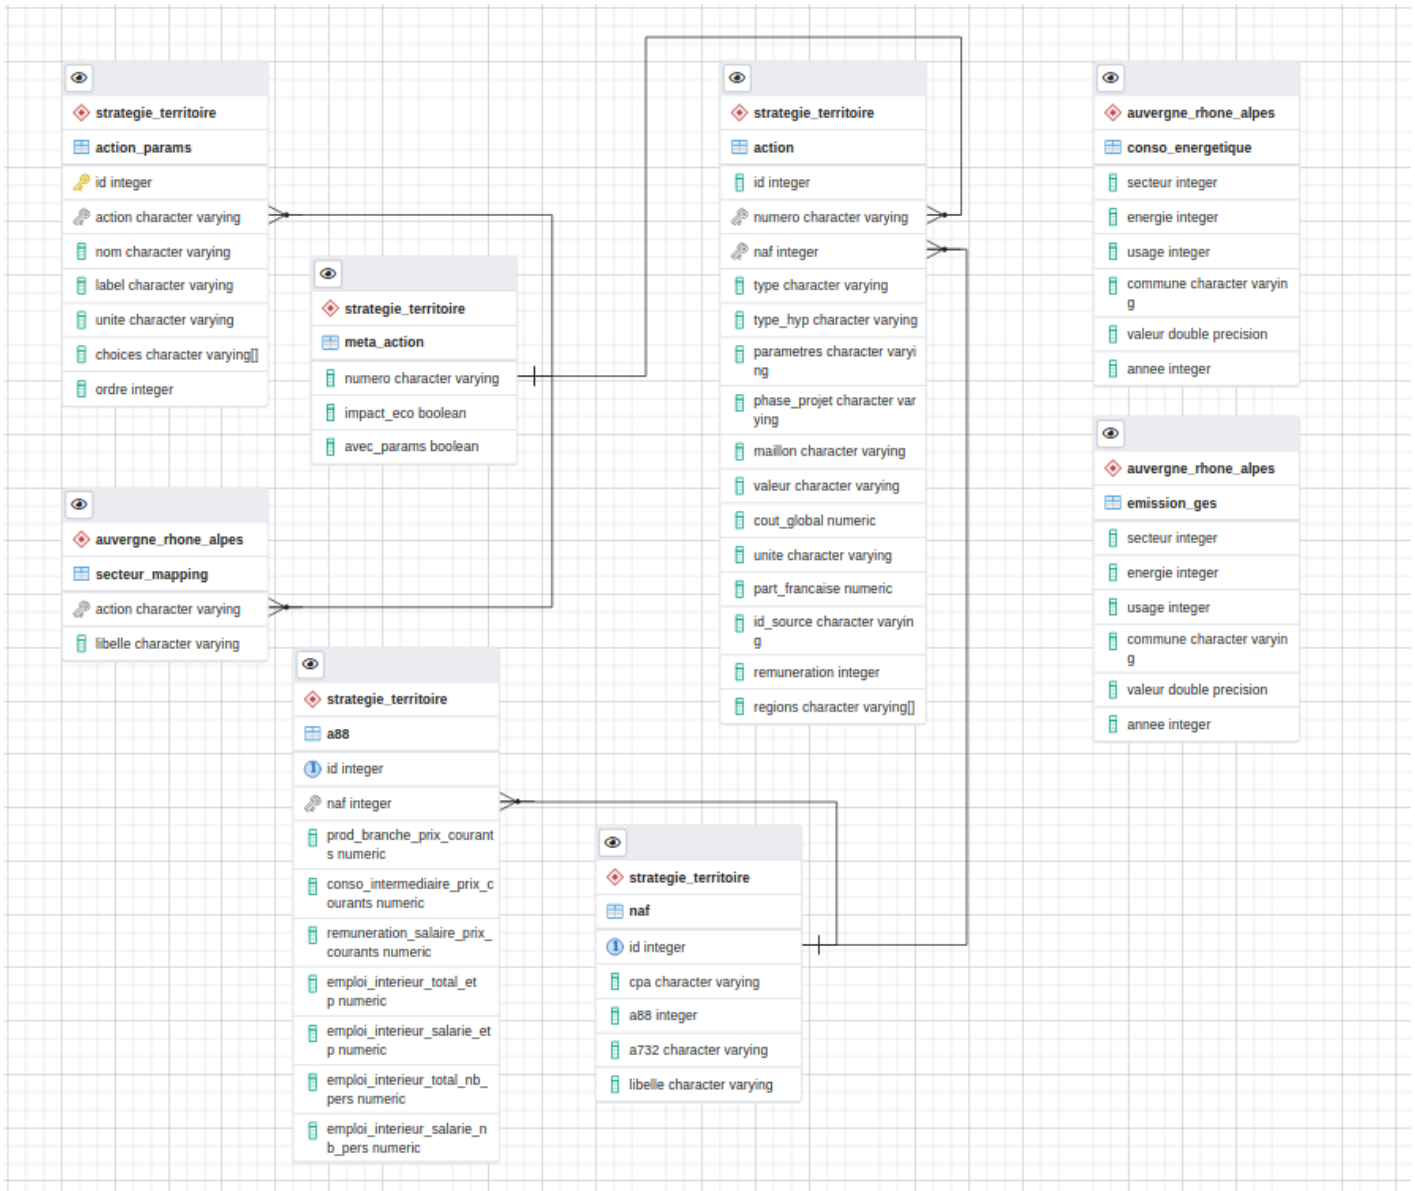 strategie_territoire
action_params
id integer
action character varying
nom character varying
label character varying
unite character varying
choices character varying[]
ordre integer
strategie_territoire
meta_action
numero character varying
impact_eco boolean
avec_params boolean
auvergne_rhone_alpes
secteur_mapping
action character varying
libelle character varying
strategie_territoire
a88
id integer
naf integer
prod_branche_prix_courant
s numeric
conso_intermediaire_prix_c
ourants numeric
remuneration_salaire_prix_
courants numeric
emploi_interieur_total_et
p numeric
emploi_interieur_salarie_et
p numeric
emploi_interieur_total_nb_
pers numeric
emploi_interieur_salarie_n
b_pers numeric
strategie_territoire
naf
id integer
cpa character varying
a88 integer
a732 character varying
libelle character varying
strategie_territoire
action
id integer
numero character varying
naf integer
type character varying
type_hyp character varying
parametres character varyi
ng
phase_projet character var
ying
maillon character varying
valeur character varying
cout_global numeric
unite character varying
part_francaise numeric
id_source character varyin
g
remuneration integer
regions character varying[]
auvergne_rhone_alpes
conso_energetique
secteur integer
energie integer
usage integer
commune character varyin
g
valeur double precision
annee integer
auvergne_rhone_alpes
emission_ges
secteur integer
energie integer
usage integer
commune character varyin
g
valeur double precision
annee integer